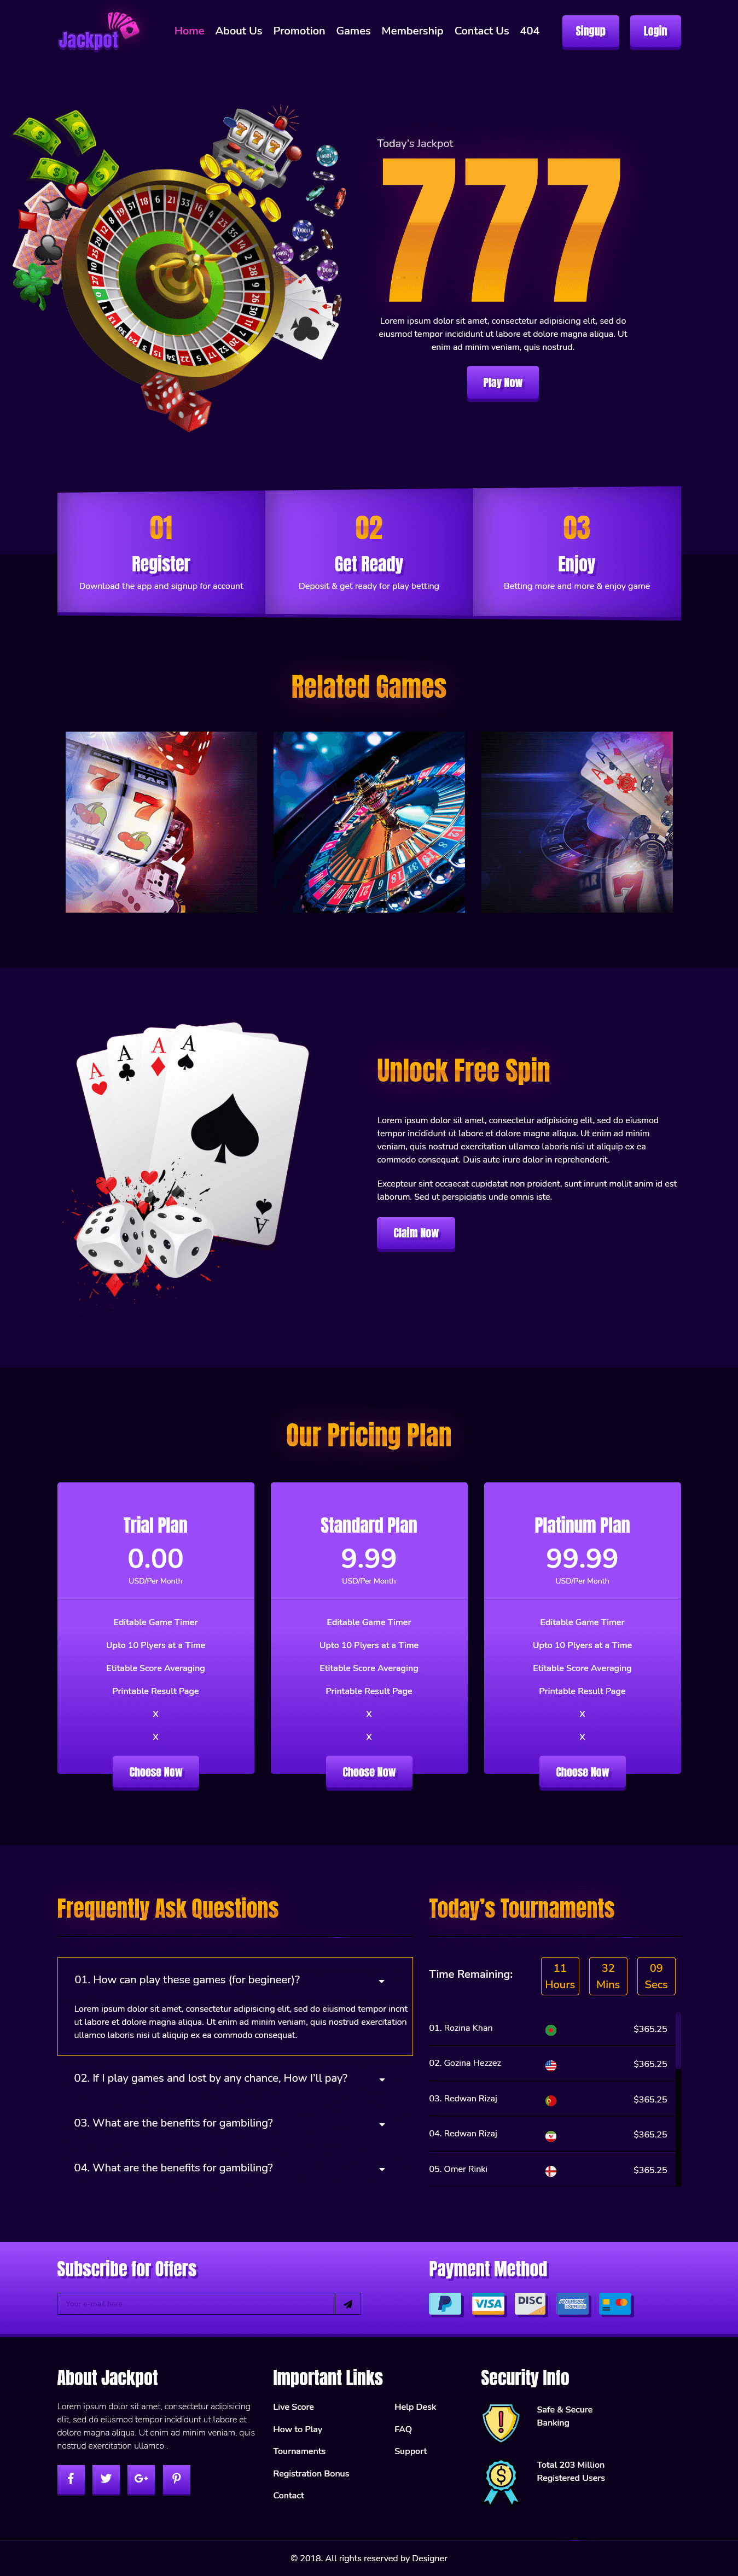 Jackpot
Home About Us Promotion Games Membership Contact Us 404
Singup
Login
Today's Jackpot
777
Lorem ipsum dolor sit amet, consectetur adipisicing elit, sed do
eiusmod tempor incididunt ut labore et dolore magna aliqua. Ut
enim ad minim veniam, quis nostrud.
Play Now
01
Register
Download the app and signup for account
02
Get Ready
Deposit & get ready for play betting
03
Enjoy
Betting more and more & enjoy game
Related Games
Unlock Free Spin
Lorem ipsum dolor sit amet, consectetur adipisicing elit, sed do eiusmod
tempor incididunt ut labore et dolore magna aliqua. Ut enim ad minim
veniam, quis nostrud exercitation ullamco laboris nisi ut aliquip ex ea
commodo consequat. Duis aute irure dolor in reprehenderit.
Excepteur sint occaecat cupidatat non proident, sunt inrunt mollit anim id est
laborum. Sed ut perspiciatis unde omnis iste.
Claim Now
Our Pricing Plan
Trial Plan
0.00
USD/Per Month
Editable Game Timer
Upto 10 Plyers at a Time
Etitable Score Averaging
Printable Result Page
X
X
Choose Now
Standard Plan
9.99
USD/Per Month
Editable Game Timer
Upto 10 Plyers at a Time
Etitable Score Averaging
Printable Result Page
X
X
Choose Now
Platinum Plan
99.99
USD/Per Month
Editable Game Timer
Upto 10 Plyers at a Time
Etitable Score Averaging
Printable Result Page
X
X
Choose Now
Frequently Ask Questions
01. How can play these games (for begineer)?
Lorem ipsum dolor sit amet, consectetur adipisicing elit, sed do eiusmod tempor incnt
ut labore et dolore magna aliqua. Ut enim ad minim veniam, quis nostrud exercitation
ullamco laboris nisi ut aliquip ex ea commodo consequat.
02. If I play games and lost by any chance, How I'll pay?
03. What are the benefits for gambiling?
04. What are the benefits for gambiling?
Today's Tournaments
Time Remaining:
11 Hours
32 Mins
09 Secs
01. Rozina Khan $365.25
02. Gozina Hezzez $365.25
03. Redwan Rizaj $365.25
04. Redwan Rizaj $365.25
05. Omer Rinki $365.25
Subscribe for Offers
Your e-mail here
Payment Method
VISA
DISC
AMERICAN EXPRESS
About Jackpot
Lorem ipsum dolor sit amet, consectetur adipisicing
elit, sed do eiusmod tempor incididunt ut labore et
dolore magna aliqua. Ut enim ad minim veniam, quis
nostrud exercitation ullamco .
Important Links
Live Score
How to Play
Tournaments
Registration Bonus
Contact
Help Desk
FAQ
Support
Security Info
Safe & Secure
Banking
Total 203 Million
Registered Users
© 2018. All rights reserved by Designer